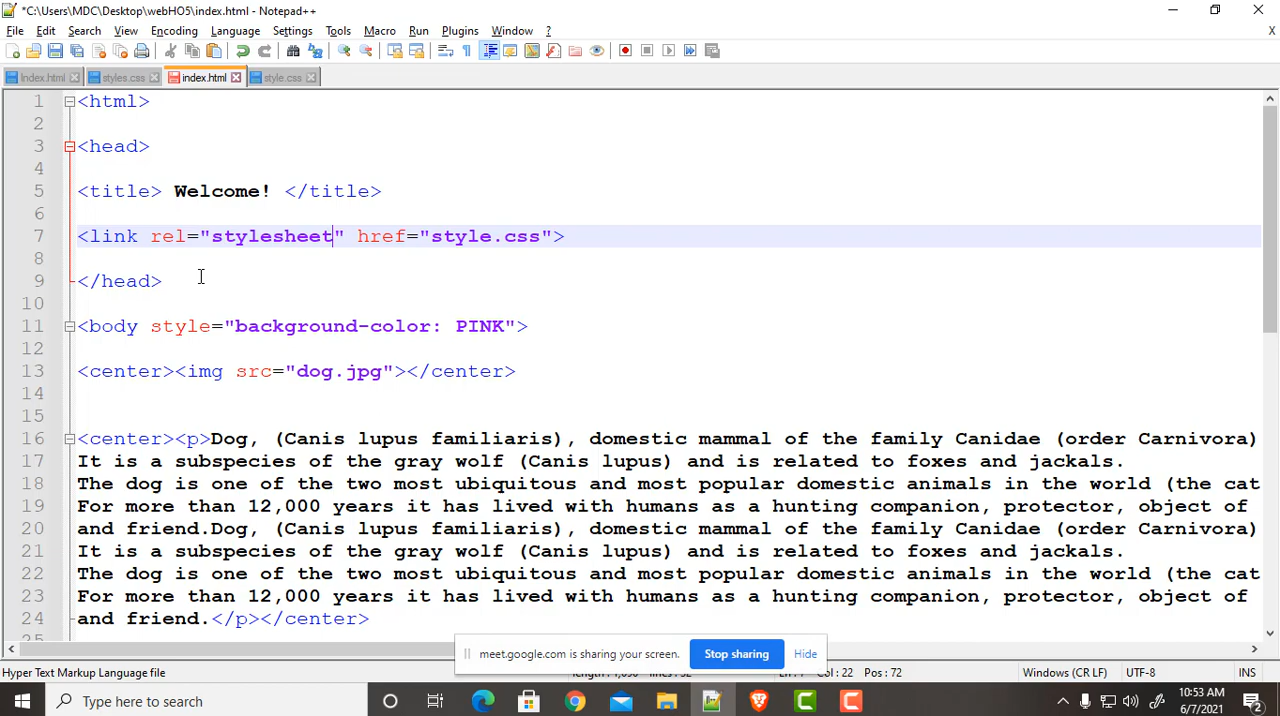 *C:\Users\MDC\Desktop\webHO5\index.html - Notepad++
File Edit Search View Encoding Language Settings Tools Macro Run Plugins Window ? X
Index.html styles.css index.html style.css
1 <html>
2
3 <head>
4
5 <title> Welcome! </title>
6
7 <link rel="stylesheet" href="style.css">
8
9 </head>
10
11 <body style="background-color: PINK">
12
13 <center><img src="dog.jpg"></center>
14
15
16 <center><p>Dog, (Canis lupus familiaris), domestic mammal of the family Canidae (order Carnivora)
17 It is a subspecies of the gray wolf (Canis lupus) and is related to foxes and jackals.
18 The dog is one of the two most ubiquitous and most popular domestic animals in the world (the cat
19 For more than 12,000 years it has lived with humans as a hunting companion, protector, object of
20 and friend.Dog, (Canis lupus familiaris), domestic mammal of the family Canidae (order Carnivora)
21 It is a subspecies of the gray wolf (Canis lupus) and is related to foxes and jackals.
22 The dog is one of the two most ubiquitous and most popular domestic animals in the world (the cat
23 For more than 12,000 years it has lived with humans as a hunting companion, protector, object of
24 and friend.</p></center>
25
meet.google.com is sharing your screen. Stop sharing Hide
Hyper Text Markup Language file Col : 22 Pos : 72 Windows (CR LF) UTF-8 INS
Type here to search
10:53 AM
6/7/2021
2